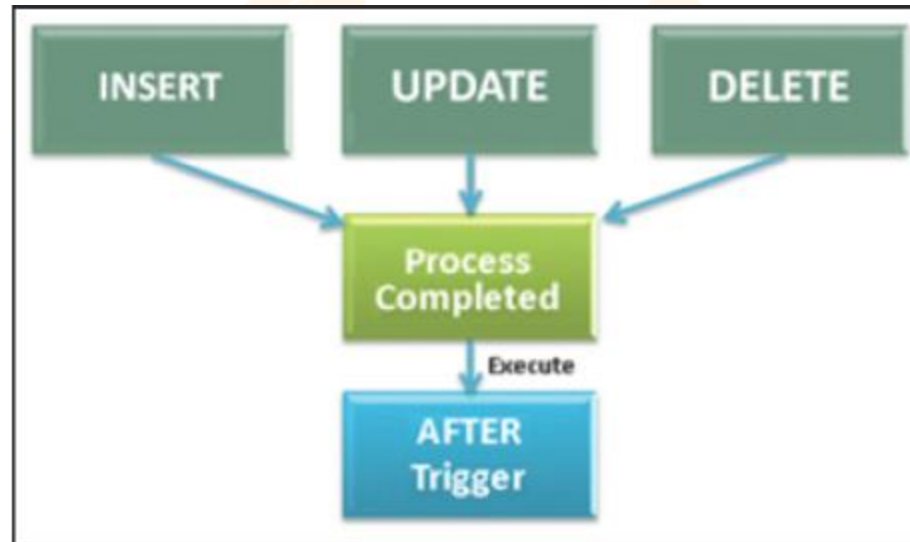 INSERT
UPDATE
DELETE
Process
Completed
Execute
AFTER
Trigger